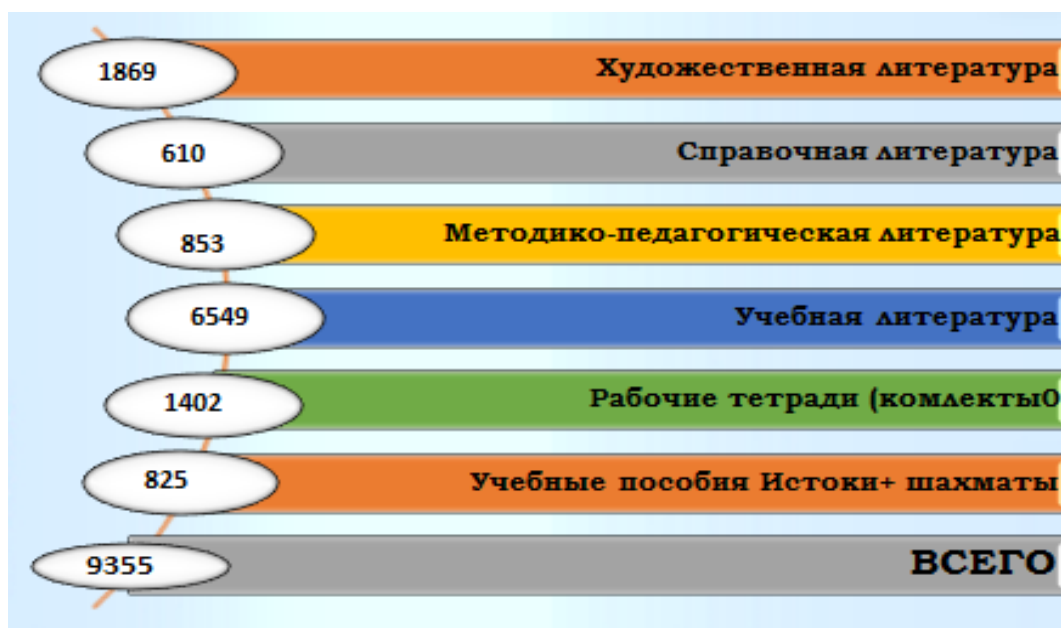 1869 Художественная литература
610 Справочная литература
853 Методико-педагогическая литература
6549 Учебная литература
1402 Рабочие тетради (комлекты0
825 Учебные пособия Истоки+ шахматы
9355 ВСЕГО